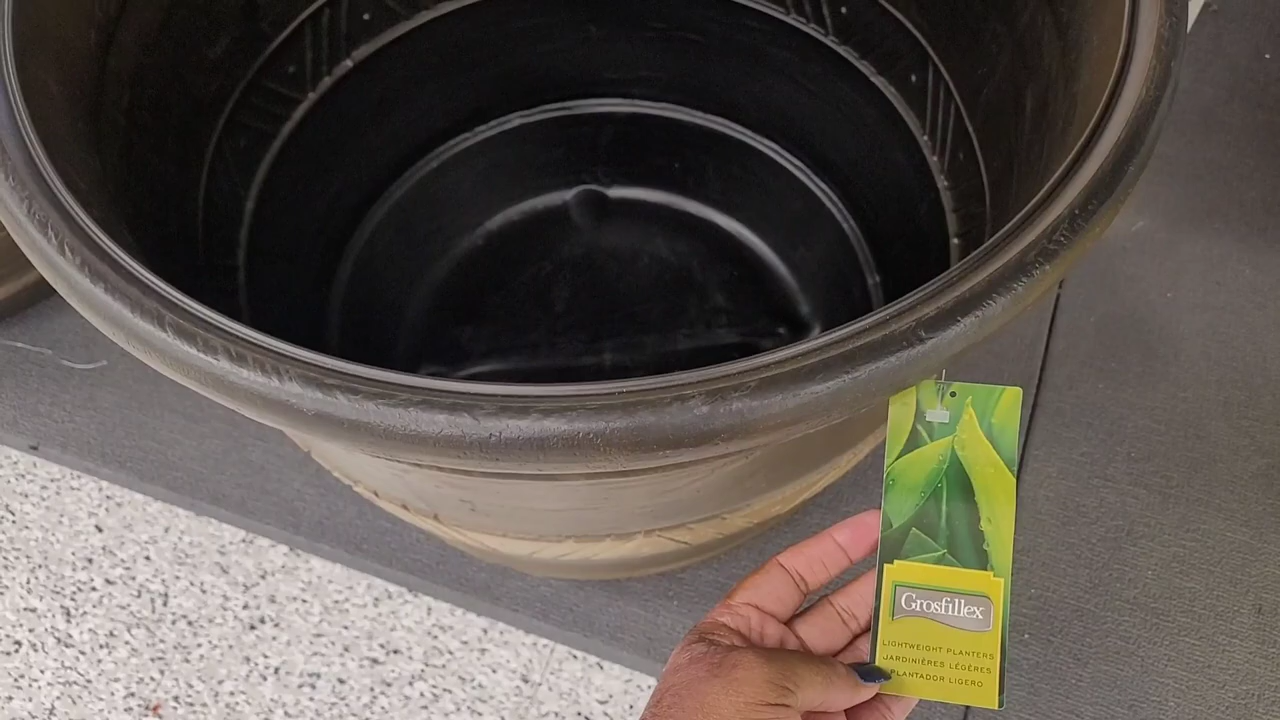 Grosfillex
LIGHTWEIGHT PLANTERS
JARDINIÈRES LÉGÈRES
PLANTADOR LIGERO